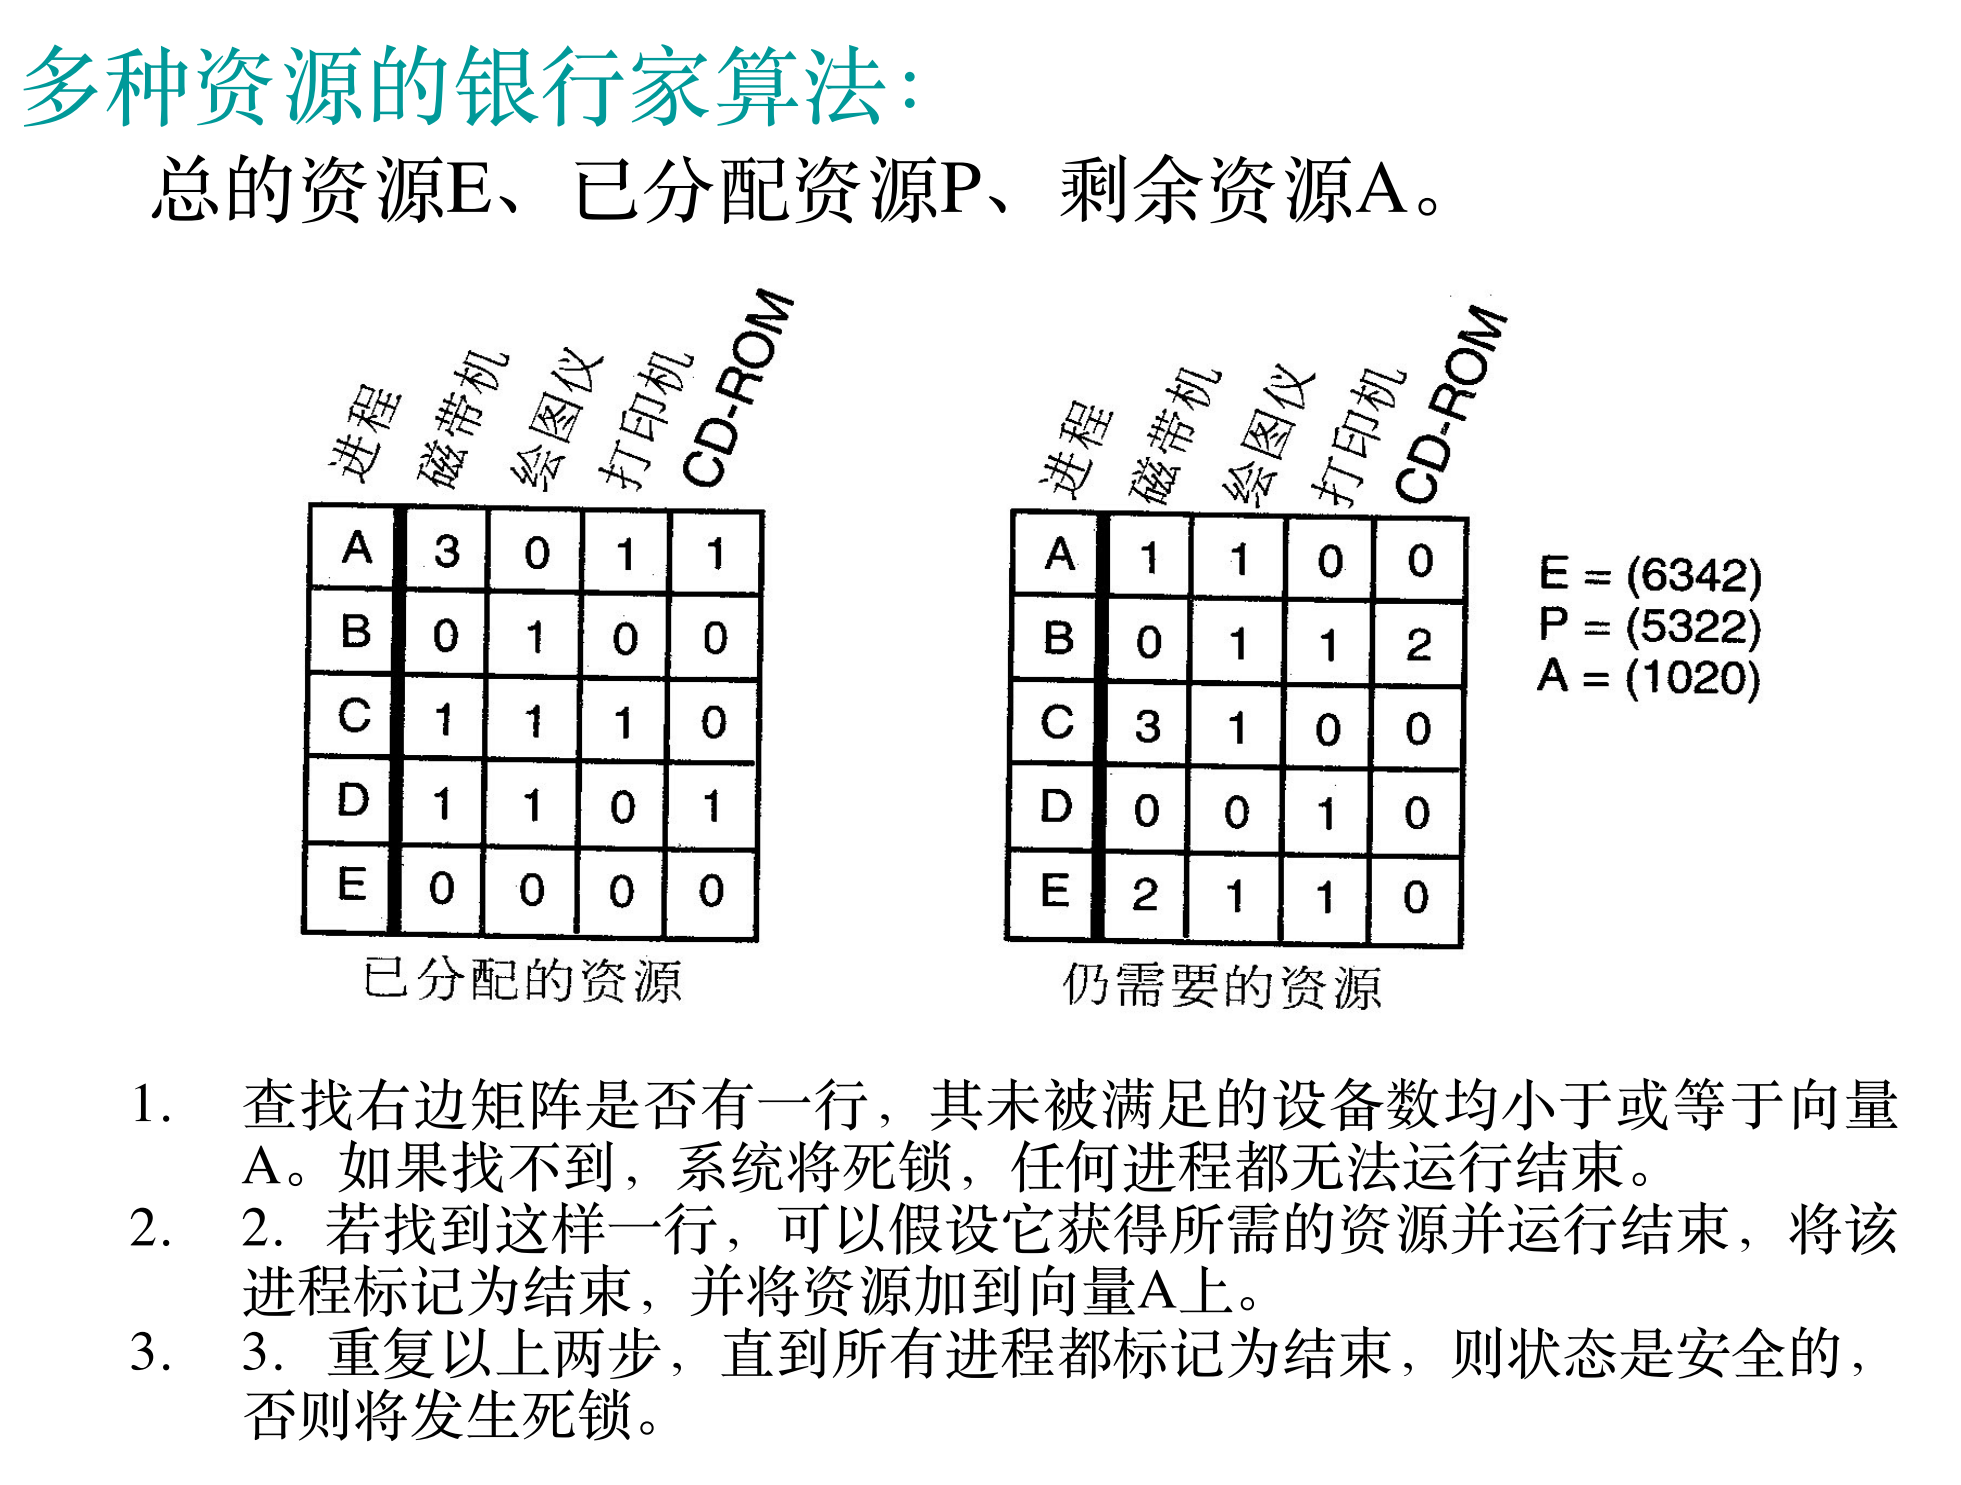 多种资源的银行家算法：
总的资源E、已分配资源P、剩余资源A。
进程 磁带机 绘图仪 打印机 CD-ROM
A 3 0 1 1
B 0 1 0 0
C 1 1 1 0
D 1 1 0 1
E 0 0 0 0
已分配的资源
进程 磁带机 绘图仪 打印机 CD-ROM
A 1 1 0 0
B 0 1 1 2
C 3 1 0 0
D 0 0 1 0
E 2 1 1 0
仍需要的资源
E = (6342)
P = (5322)
A = (1020)
1. 查找右边矩阵是否有一行，其未被满足的设备数均小于或等于向量
A。如果找不到，系统将死锁，任何进程都无法运行结束。
2. 2. 若找到这样一行，可以假设它获得所需的资源并运行结束，将该
进程标记为结束，并将资源加到向量A上。
3. 3. 重复以上两步，直到所有进程都标记为结束，则状态是安全的，
否则将发生死锁。